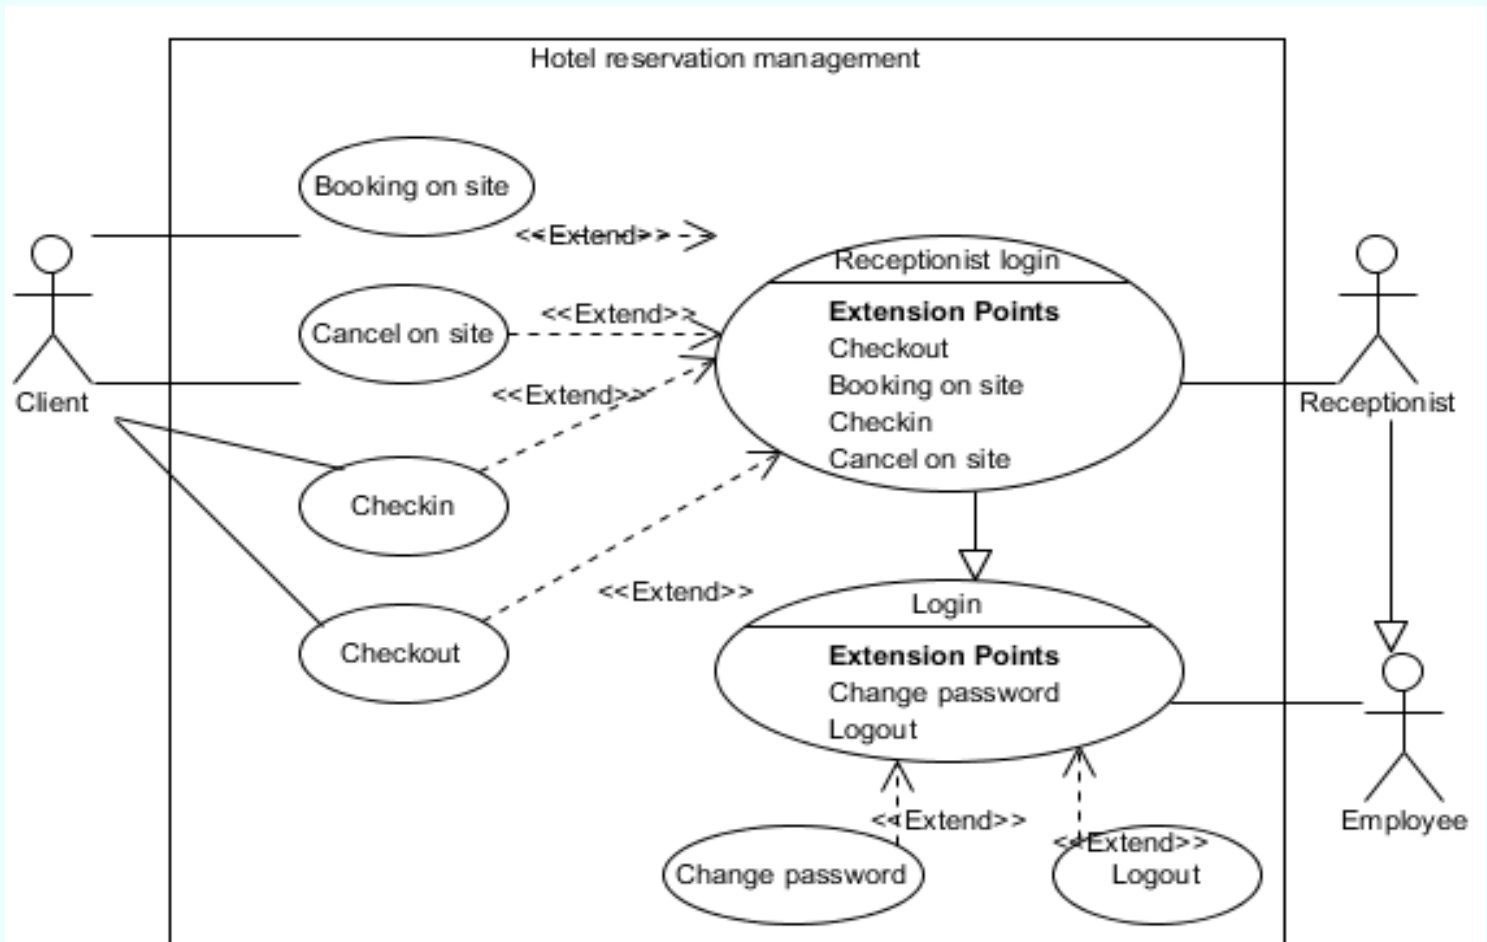 Hotel reservation management
Booking on site
<<Extend>>
Receptionist login
Extension Points
Checkout
Booking on site
Checkin
Cancel on site
Cancel on site
<<Extend>>
<<Extend>>
Client
Receptionist
Checkin
Checkout
<<Extend>>
Login
Extension Points
Change password
Logout
<<Extend>>
<<Extend>>
Employee
Change password
Logout